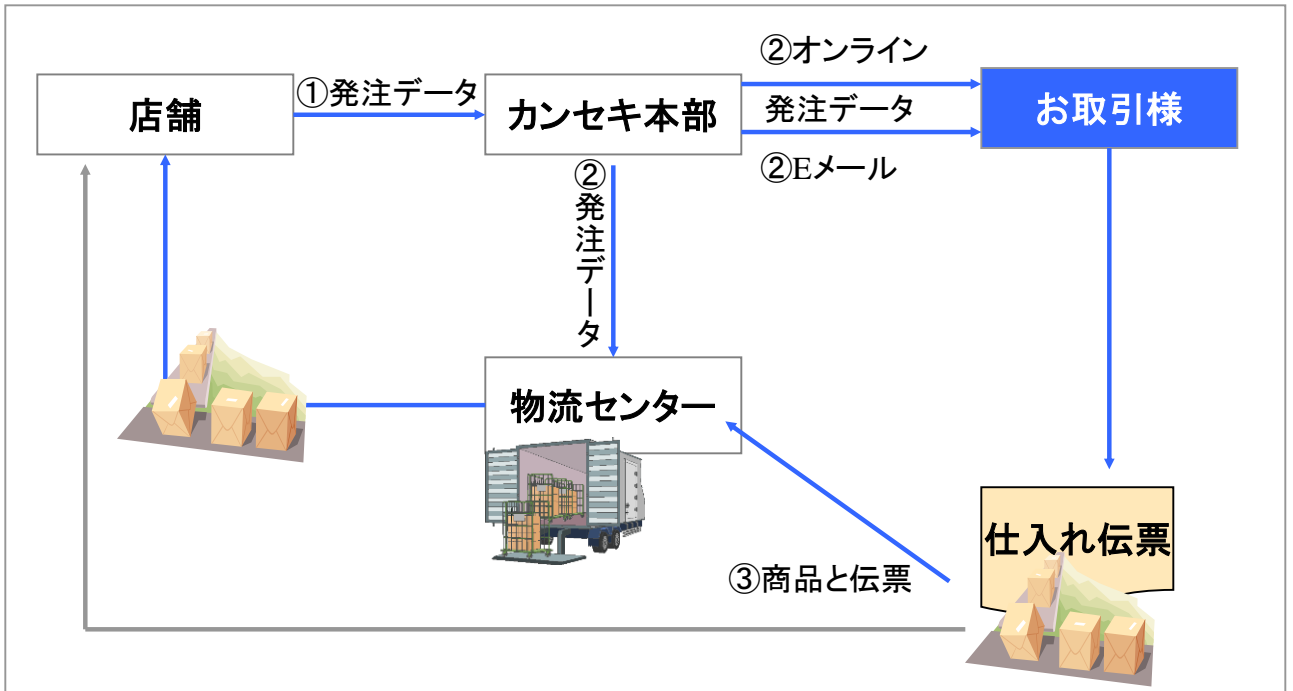 ②オンライン
①発注データ
店舗
カンセキ本部
発注データ
お取引様
②Eメール
②発注データ
物流センター
仕入れ伝票
③商品と伝票